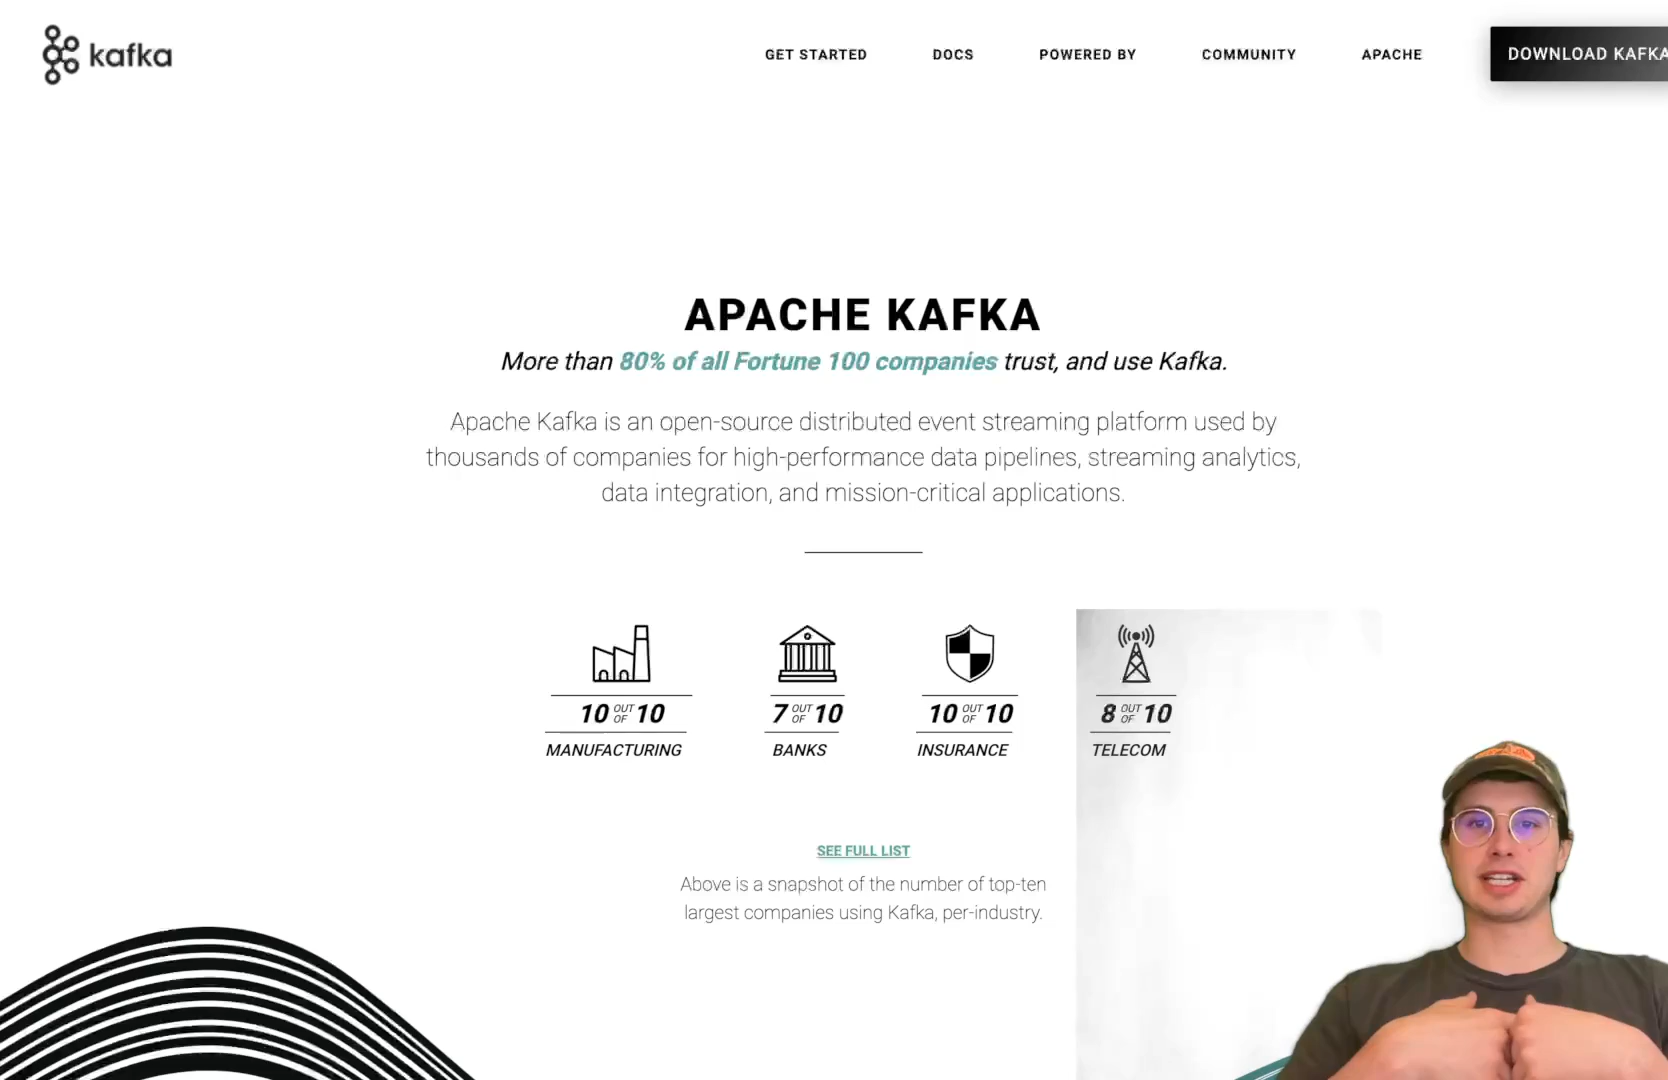 kafka
GET STARTED
DOCS
POWERED BY
COMMUNITY
APACHE
DOWNLOAD KAFKA
APACHE KAFKA
More than 80% of all Fortune 100 companies trust, and use Kafka.
Apache Kafka is an open-source distributed event streaming platform used by
thousands of companies for high-performance data pipelines, streaming analytics,
data integration, and mission-critical applications.
10 OUT OF 10
MANUFACTURING
7 OUT OF 10
BANKS
10 OUT OF 10
INSURANCE
8 OUT OF 10
TELECOM
SEE FULL LIST
Above is a snapshot of the number of top-ten
largest companies using Kafka, per-industry.